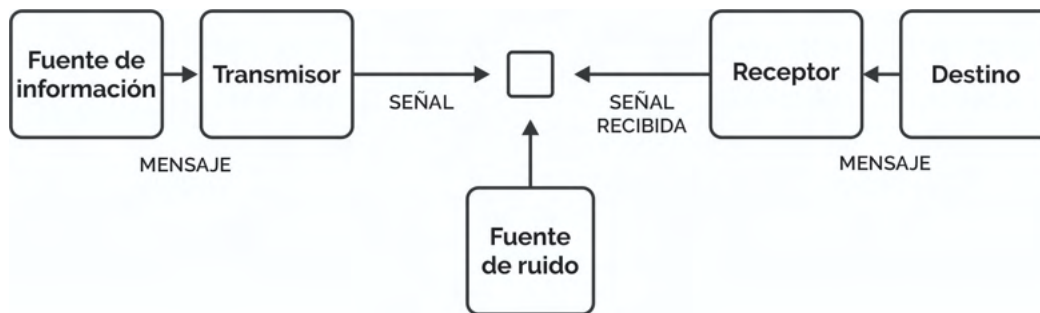 Fuente de
información
Transmisor
SEÑAL
MENSAJE
Receptor
SEÑAL
RECIBIDA
Destino
MENSAJE
Fuente
de ruido